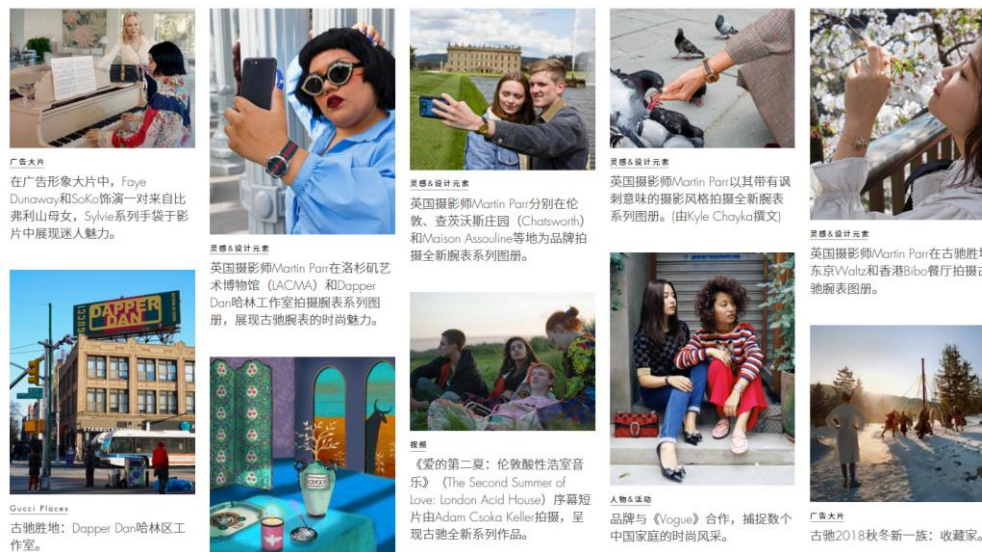 广告大片
在广告形象大片中，Faye
Dunaway和SoKo饰演一对来自比
弗利山母女，Sylvie系列手袋于影
片中展现迷人魅力。
GUCCI
DAPPER
DAN
STARBUCKS
Gucci Places
古驰胜地：Dapper Dan哈林区工
作室。
灵感&设计元素
英国摄影师Martin Parr在洛杉矶艺
术博物馆（LACMA）和Dapper
Dan哈林工作室拍摄腕表系列图
册，展现古驰腕表的时尚魅力。
GUCCI
灵感&设计元素
英国摄影师Martin Parr分别在伦
敦、查茨沃斯庄园（Chatsworth）
和Maison Assouline等地为品牌拍
摄全新腕表系列图册。
视频
《爱的第二夏：伦敦酸性浩室音
乐》（The Second Summer of
Love: London Acid House）序幕短
片由Adam Csoka Keller拍摄，呈
现古驰全新系列作品。
灵感&设计元素
英国摄影师Martin Parr以其带有讽
刺意味的摄影风格拍摄全新腕表
系列图册。(由Kyle Chayka撰文)
人物&活动
品牌与《Vogue》合作，捕捉数个
中国家庭的时尚风采。
灵感&设计元素
英国摄影师Martin Parr在古驰胜
东京Waltz和香港Bibo餐厅拍摄
驰腕表图册。
广告大片
古驰2018秋冬新一族：收藏家。